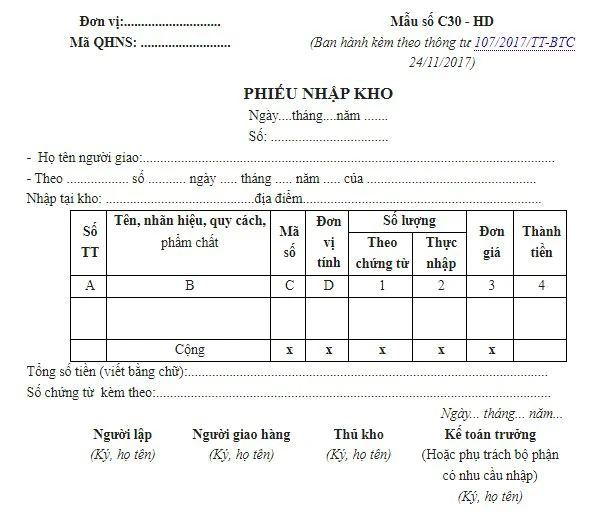 Đơn vị:...........................
Mẫu số C30 - HD
Mã QHNS: .......................
(Ban hành kèm theo thông tư 107/2017/TT-BTC
24/11/2017)
PHIẾU NHẬP KHO
Ngày....tháng....năm .......
Số: ..............................
- Họ tên người giao:.....................................................................................................................
- Theo ................ số .......... ngày ..... tháng ..... năm ..... của ................................................
Nhập tại kho: ..........................................địa điểm....................................................................
Số TT
Tên, nhãn hiệu, quy cách, phẩm chất
Mã số
Đơn vị tính
Số lượng
Đơn giá
Thành tiền
Theo chứng từ
Thực nhập
A B C D 1 2 3 4
Cộng x x x x x
Tổng số tiền (viết bằng chữ):.......................................................................................................
Số chứng từ kèm theo:................................................................................................................
Ngày... tháng... năm...
Người lập Người giao hàng Thủ kho Kế toán trưởng
(Ký, họ tên) (Ký, họ tên) (Ký, họ tên) (Hoặc phụ trách bộ phận
có nhu cầu nhập)
(Ký, họ tên)